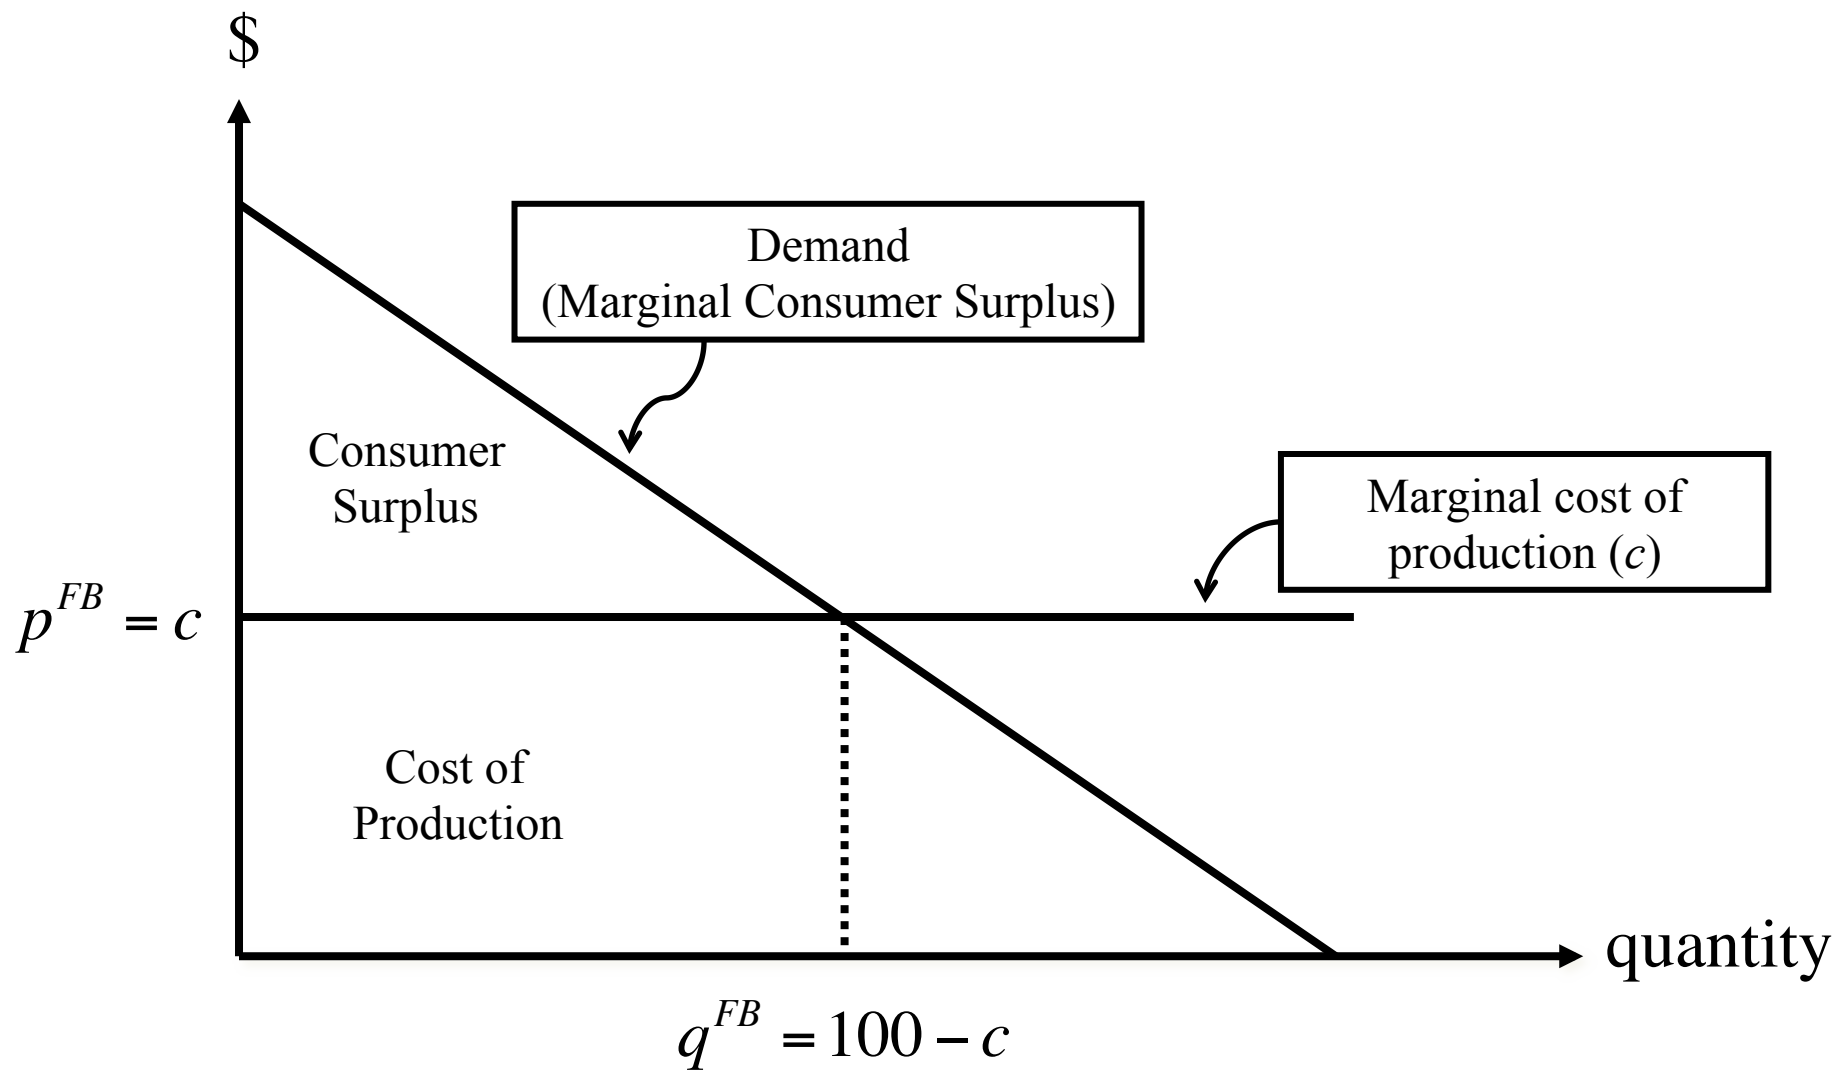 $
Demand
(Marginal Consumer Surplus)
Consumer
Surplus
Marginal cost of
production (c)
p^{FB} = c
Cost of
Production
quantity
q^{FB} = 100 − c